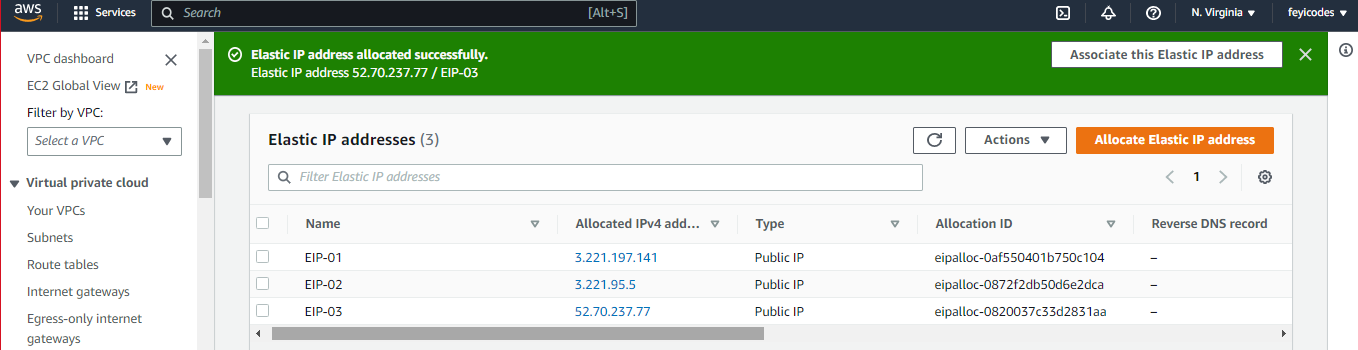 aws
Services
Search
[Alt+S]
N. Virginia
feyicodes
VPC dashboard
EC2 Global View
New
Filter by VPC:
Select a VPC
Virtual private cloud
Your VPCs
Subnets
Route tables
Internet gateways
Egress-only internet
gateways
Elastic IP address allocated successfully.
Elastic IP address 52.70.237.77 / EIP-03
Associate this Elastic IP address
Elastic IP addresses (3)
Actions
Allocate Elastic IP address
Filter Elastic IP addresses
1
Name Allocated IPv4 add... Type Allocation ID Reverse DNS record
EIP-01 3.221.197.141 Public IP eipalloc-0af550401b750c104 –
EIP-02 3.221.95.5 Public IP eipalloc-0872f2db50d6e2dca –
EIP-03 52.70.237.77 Public IP eipalloc-0820037c33d2831aa –